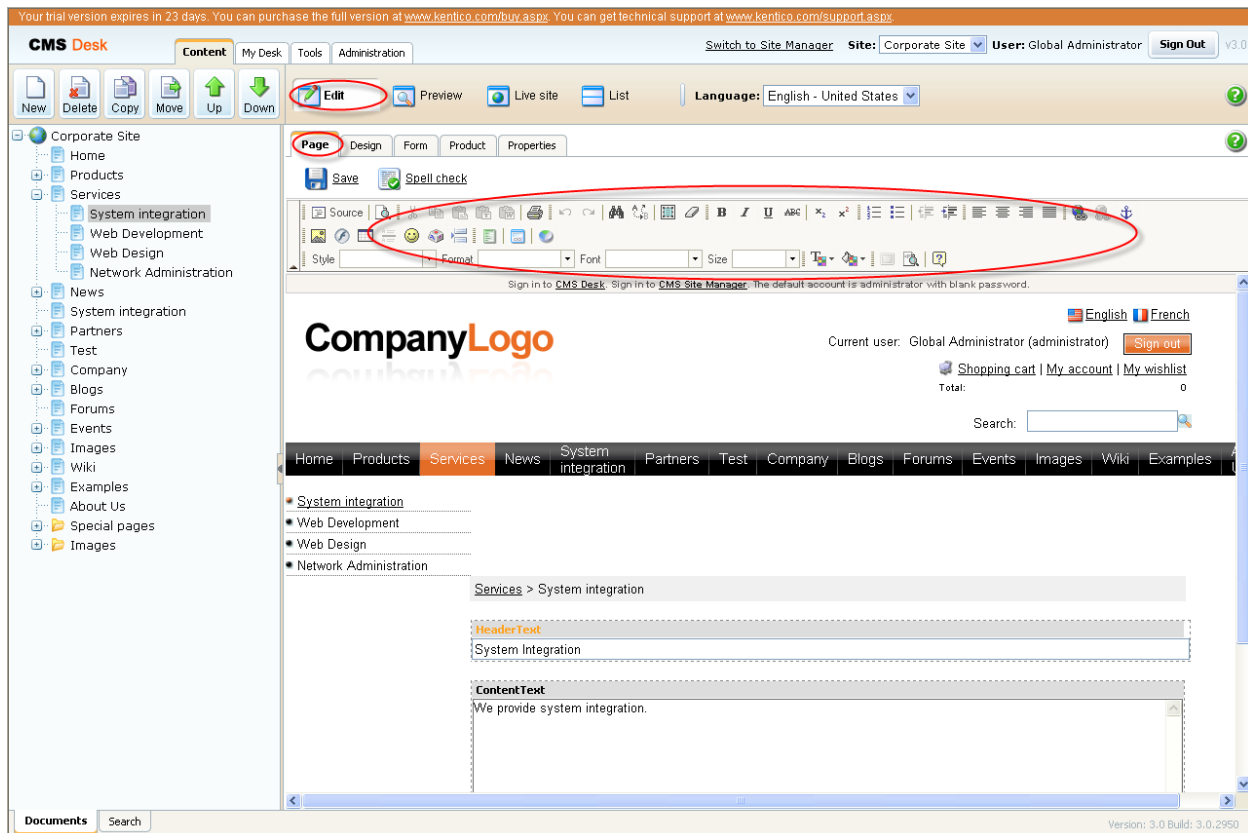 Your trial version expires in 23 days. You can purchase the full version at www.kentico.com/buy.aspx. You can get technical support at www.kentico.com/support.aspx.
CMS Desk Content My Desk Tools Administration Switch to Site Manager Site: Corporate Site User: Global Administrator Sign Out v3.0
New Delete Copy Move Up Down Edit Preview Live site List Language: English - United States
Corporate Site
Home
Products
Services
System integration
Web Development
Web Design
Network Administration
News
System integration
Partners
Test
Company
Blogs
Forums
Events
Images
Wiki
Examples
About Us
Special pages
Images
Page Design Form Product Properties
Save Spell check
Source B I U ABC x₂ x²
Style Format Font Size
Sign in to CMS Desk. Sign in to CMS Site Manager. The default account is administrator with blank password.
English French
CompanyLogo
Current user: Global Administrator (administrator) Sign out
Shopping cart | My account | My wishlist
Total: 0
Search:
Home Products Services News System integration Partners Test Company Blogs Forums Events Images Wiki Examples
System integration
Web Development
Web Design
Network Administration
Services > System integration
HeaderText
System Integration
ContentText
We provide system integration.
Documents Search
Version: 3.0 Build: 3.0.2950